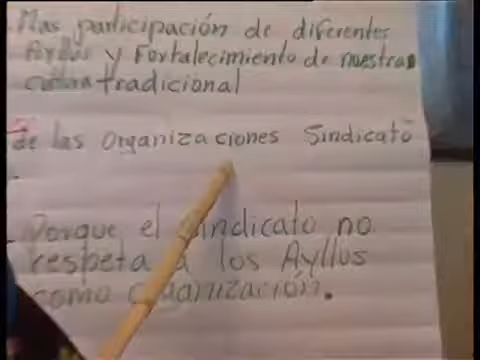 Mas participación de diferentes
Ayllus y Fortalecimiento de nuestra
cultura tradicional
de las organizaciones Sindicato
Porque el sindicato no
respeta a los Ayllus
como organización.